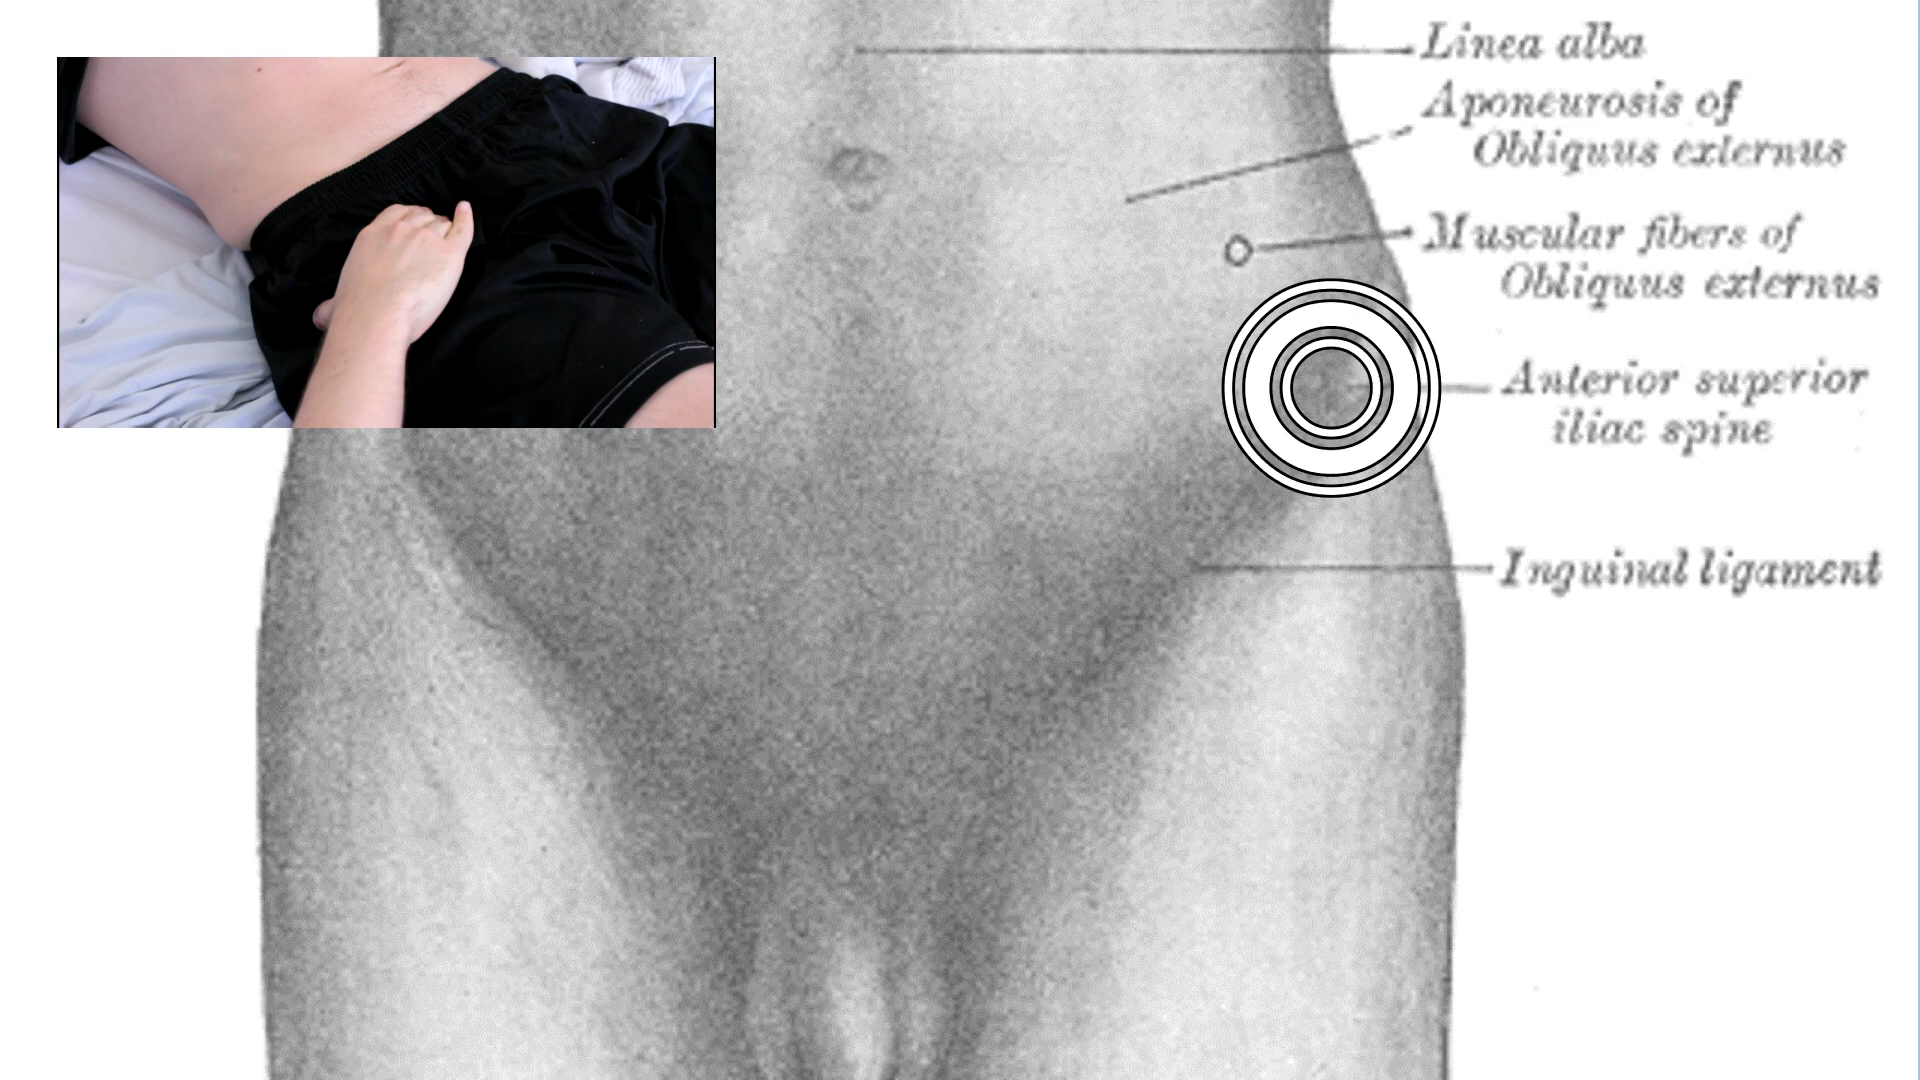 Linea alba
Aponeurosis of
Obliquus externus
Muscular fibers of
Obliquus externus
Anterior superior
iliac spine
Inguinal ligament